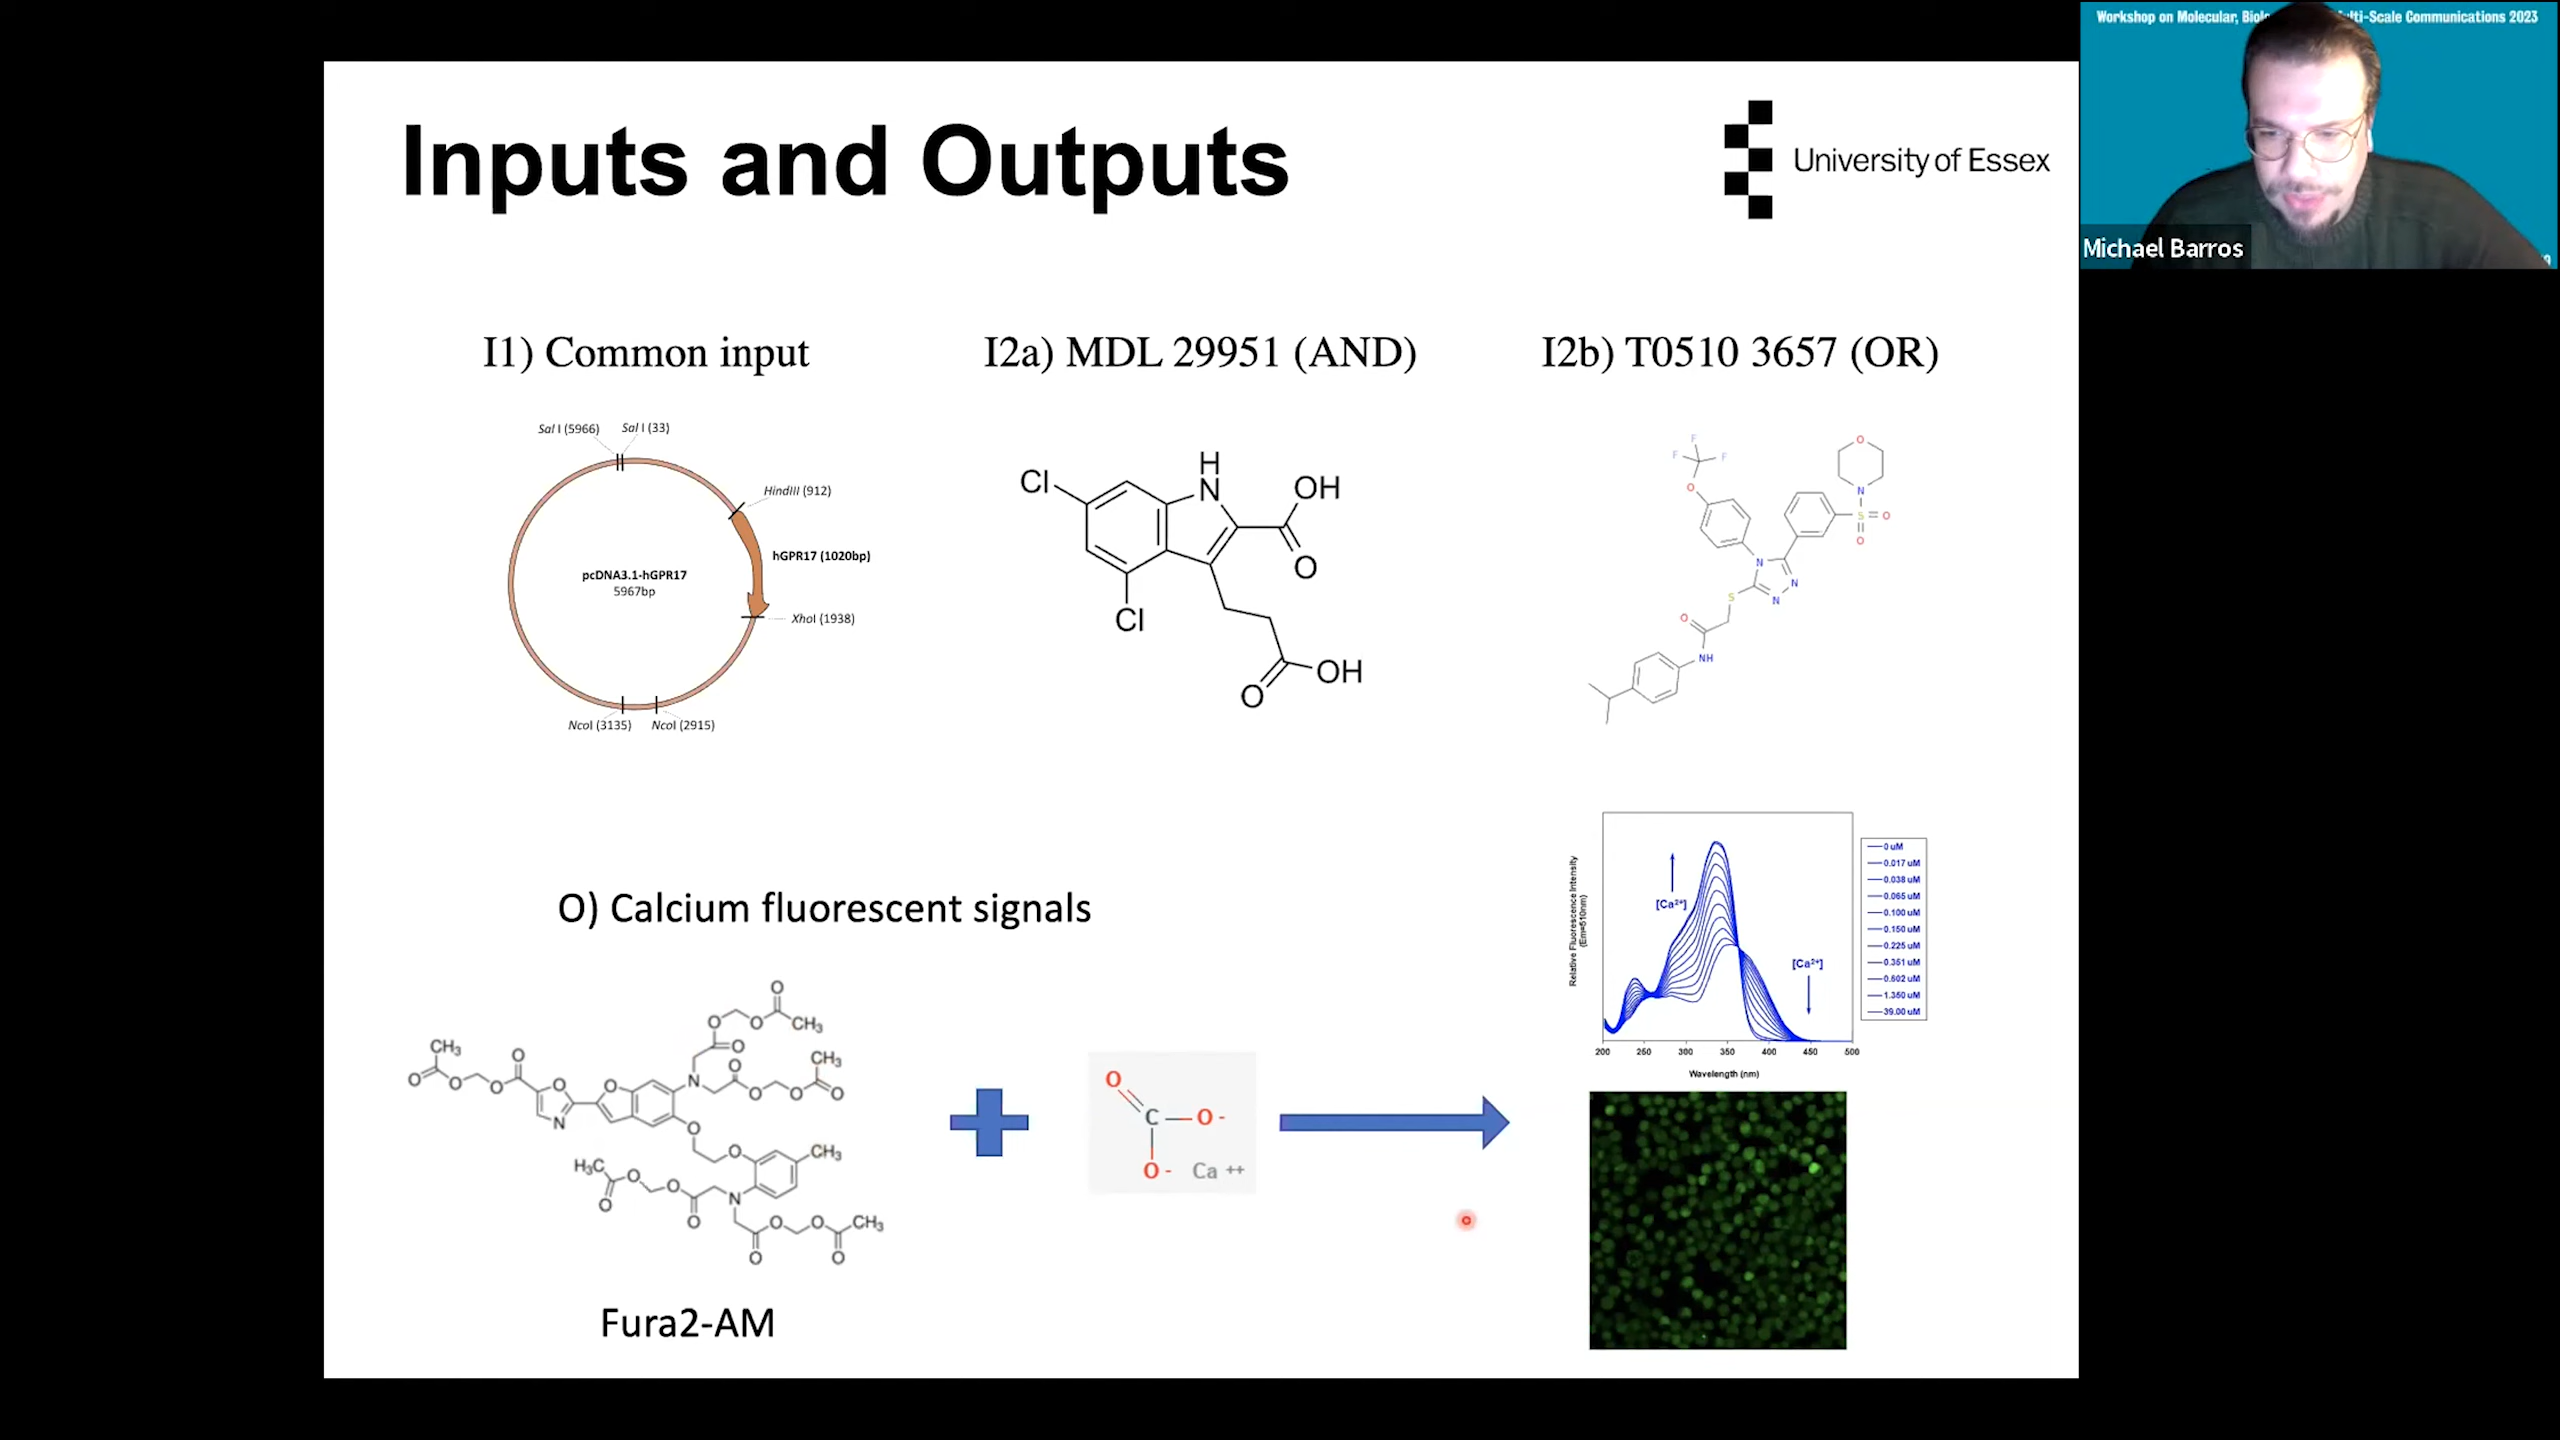 Inputs and Outputs
University of Essex
Workshop on Molecular, Biol
lti-Scale Communications 2023
Michael Barros
I1) Common input
I2a) MDL 29951 (AND)
I2b) T0510 3657 (OR)
Sal I (5966)
Sal I (33)
HindIII (912)
hGPR17 (1020bp)
pcDNA3.1-hGPR17
5967bp
XhoI (1938)
NcoI (3135)
NcoI (2915)
H
N
Cl
OH
O
Cl
OH
O
F
F
F
O
O
N
S
O
O
N
N
N
S
O
NH
O) Calcium fluorescent signals
O
O
O
CH3
O
CH3
O
O
O
O
N
CH3
O
O
O
O
O
O
N
O
O
CH3
H3C
O
O
O
O
N
O
O
O
CH3
O
Fura2-AM
O
C
O -
O -
Ca ++
Relative Fluorescence Intensity
(Em=510nm)
[Ca2+]
[Ca2+]
200
250
300
350
400
450
500
Wavelength (nm)
0 uM
0.017 uM
0.038 uM
0.065 uM
0.100 uM
0.150 uM
0.225 uM
0.351 uM
0.602 uM
1.350 uM
39.00 uM